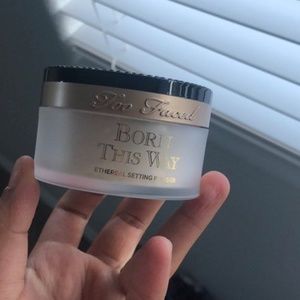 Too Faced
BORN
THIS WAY
ETHEREAL SETTING POWDER